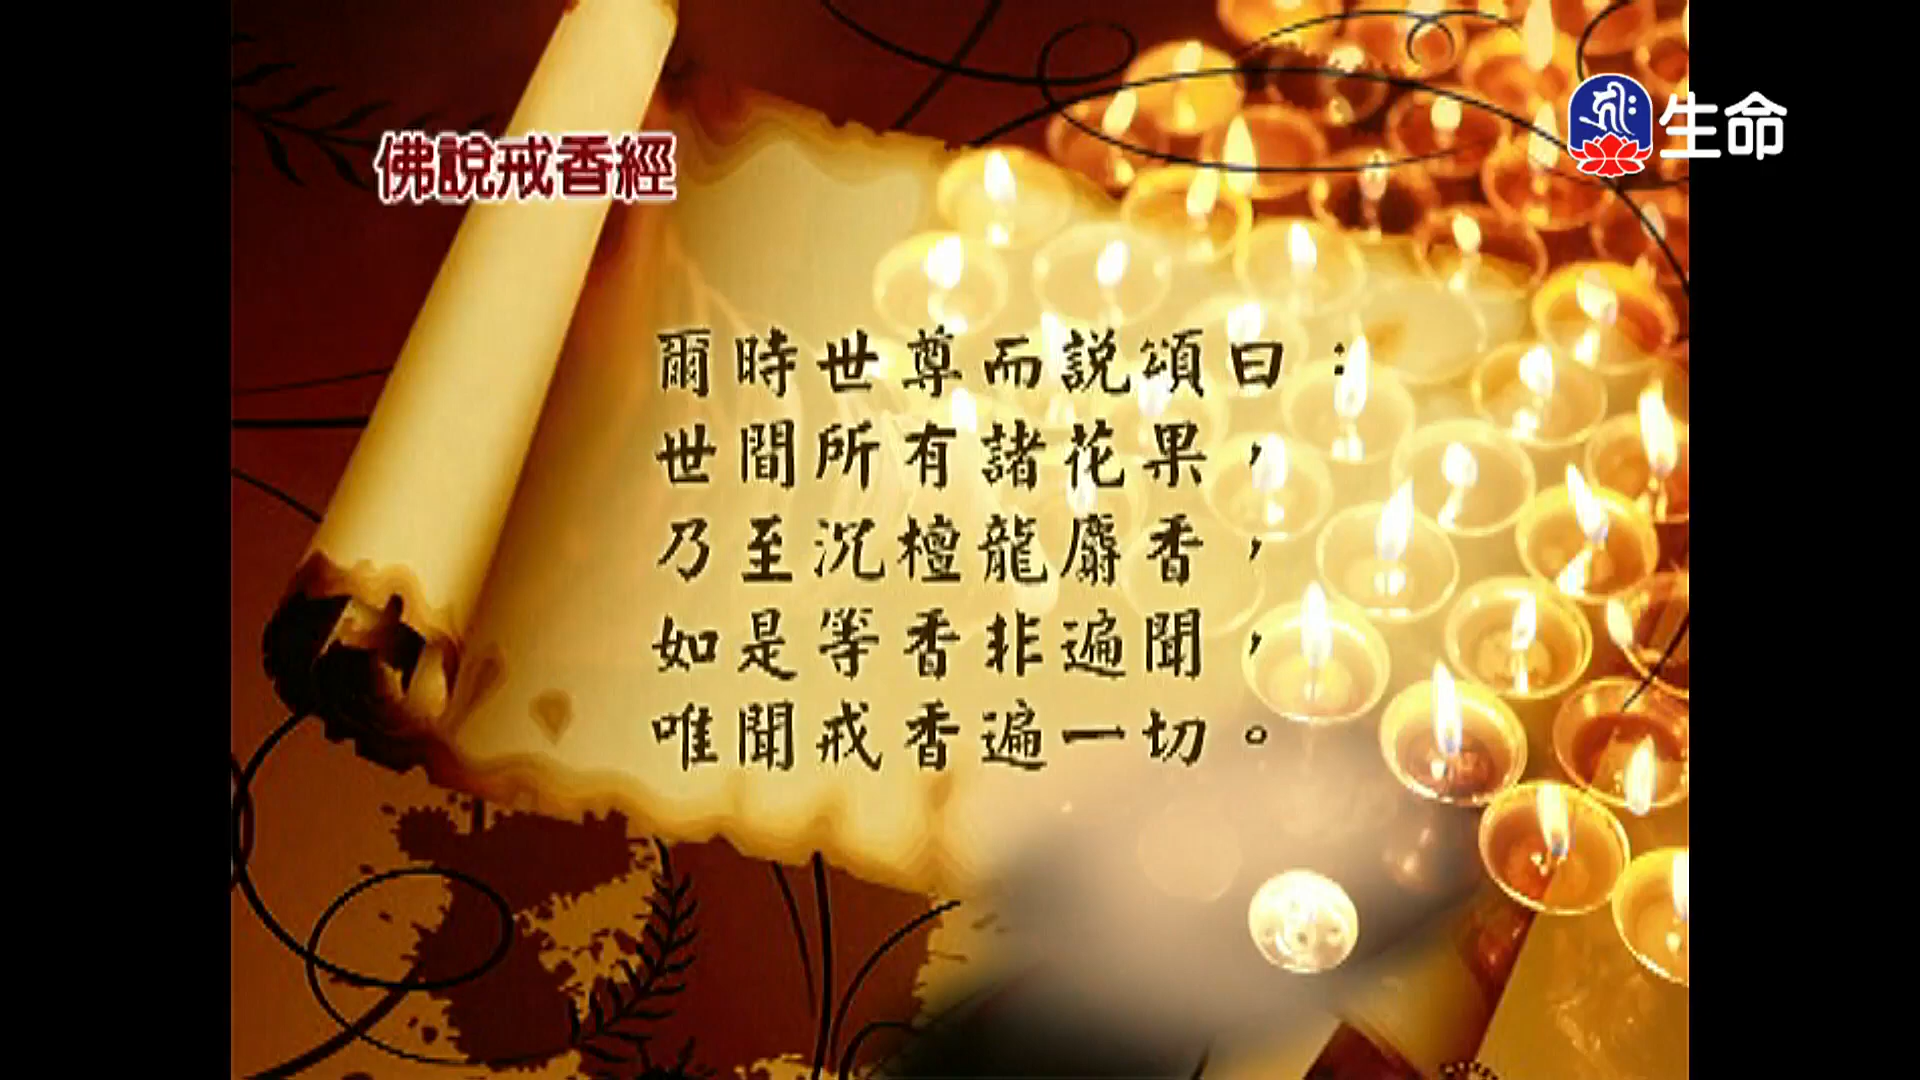 佛說戒香經
生命
爾時世尊而説頌曰：
世間所有諸花果，
乃至沉檀龍麝香，
如是等香非遍聞，
唯聞戒香遍一切。